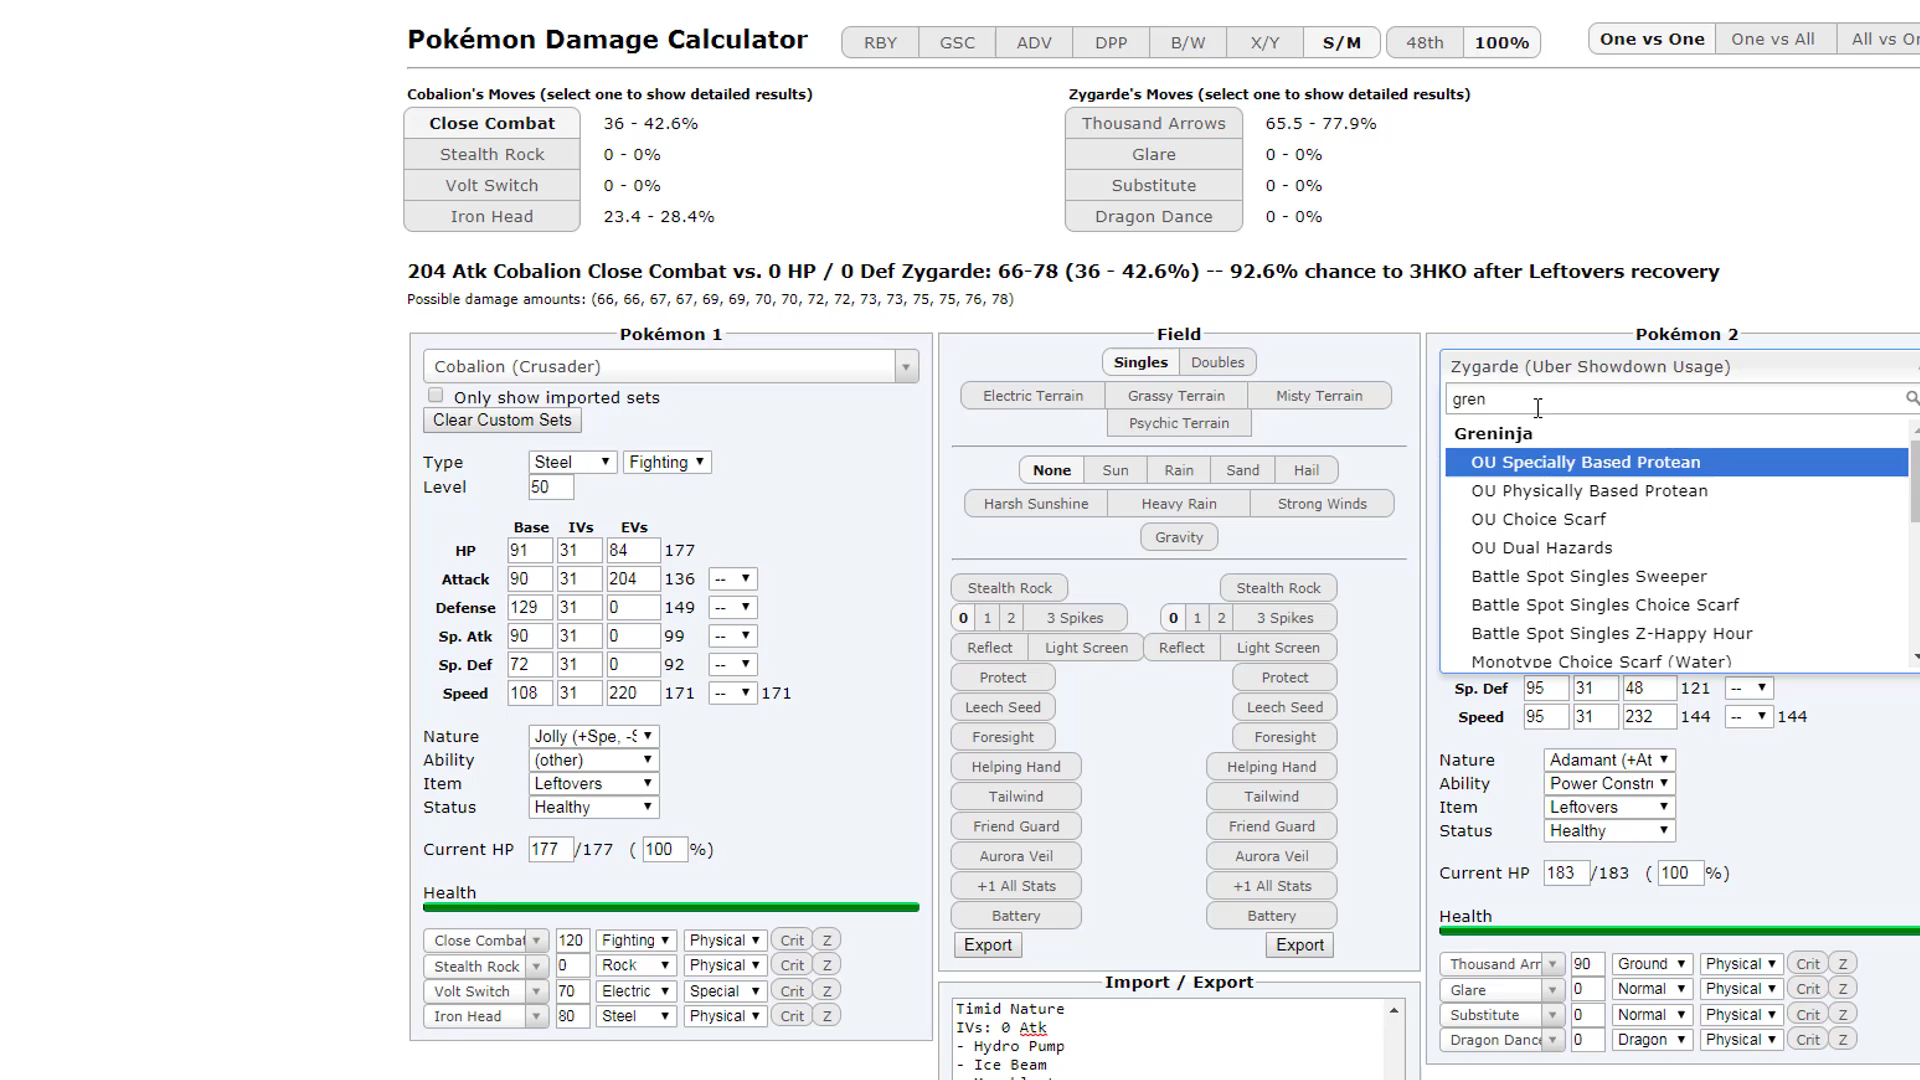 Pokémon Damage Calculator RBY GSC ADV DPP B/W X/Y S/M 48th 100% One vs One One vs All All vs
Cobalion's Moves (select one to show detailed results)
Close Combat 36 - 42.6%
Stealth Rock 0 - 0%
Volt Switch 0 - 0%
Iron Head 23.4 - 28.4%
Zygarde's Moves (select one to show detailed results)
Thousand Arrows 65.5 - 77.9%
Glare 0 - 0%
Substitute 0 - 0%
Dragon Dance 0 - 0%
204 Atk Cobalion Close Combat vs. 0 HP / 0 Def Zygarde: 66-78 (36 - 42.6%) -- 92.6% chance to 3HKO after Leftovers recovery
Possible damage amounts: (66, 66, 67, 67, 69, 69, 70, 70, 72, 72, 73, 73, 75, 75, 76, 78)
Pokémon 1
Cobalion (Crusader)
Only show imported sets
Clear Custom Sets
Type Steel Fighting
Level 50
Base IVs EVs
HP 91 31 84 177
Attack 90 31 204 136 --
Defense 129 31 0 149 --
Sp. Atk 90 31 0 99 --
Sp. Def 72 31 0 92 --
Speed 108 31 220 171 -- 171
Nature Jolly (+Spe, -S
Ability (other)
Item Leftovers
Status Healthy
Current HP 177 /177 ( 100 %)
Health
Close Combat 120 Fighting Physical Crit Z
Stealth Rock 0 Rock Physical Crit Z
Volt Switch 70 Electric Special Crit Z
Iron Head 80 Steel Physical Crit Z
Field
Singles Doubles
Electric Terrain Grassy Terrain Misty Terrain
Psychic Terrain
None Sun Rain Sand Hail
Harsh Sunshine Heavy Rain Strong Winds
Gravity
Stealth Rock Stealth Rock
0 1 2 3 Spikes 0 1 2 3 Spikes
Reflect Light Screen Reflect Light Screen
Protect Protect
Leech Seed Leech Seed
Foresight Foresight
Helping Hand Helping Hand
Tailwind Tailwind
Friend Guard Friend Guard
Aurora Veil Aurora Veil
+1 All Stats +1 All Stats
Battery Battery
Export Export
Import / Export
Timid Nature
IVs: 0 Atk
- Hydro Pump
- Ice Beam
Pokémon 2
Zygarde (Uber Showdown Usage)
gren
Greninja
OU Specially Based Protean
OU Physically Based Protean
OU Choice Scarf
OU Dual Hazards
Battle Spot Singles Sweeper
Battle Spot Singles Choice Scarf
Battle Spot Singles Z-Happy Hour
Monotype Choice Scarf (Water)
Sp. Def 95 31 48 121 --
Speed 95 31 232 144 -- 144
Nature Adamant (+At
Ability Power Constru
Item Leftovers
Status Healthy
Current HP 183 /183 ( 100 %)
Health
Thousand Arr 90 Ground Physical Crit Z
Glare 0 Normal Physical Crit Z
Substitute 0 Normal Physical Crit Z
Dragon Dance 0 Dragon Physical Crit Z